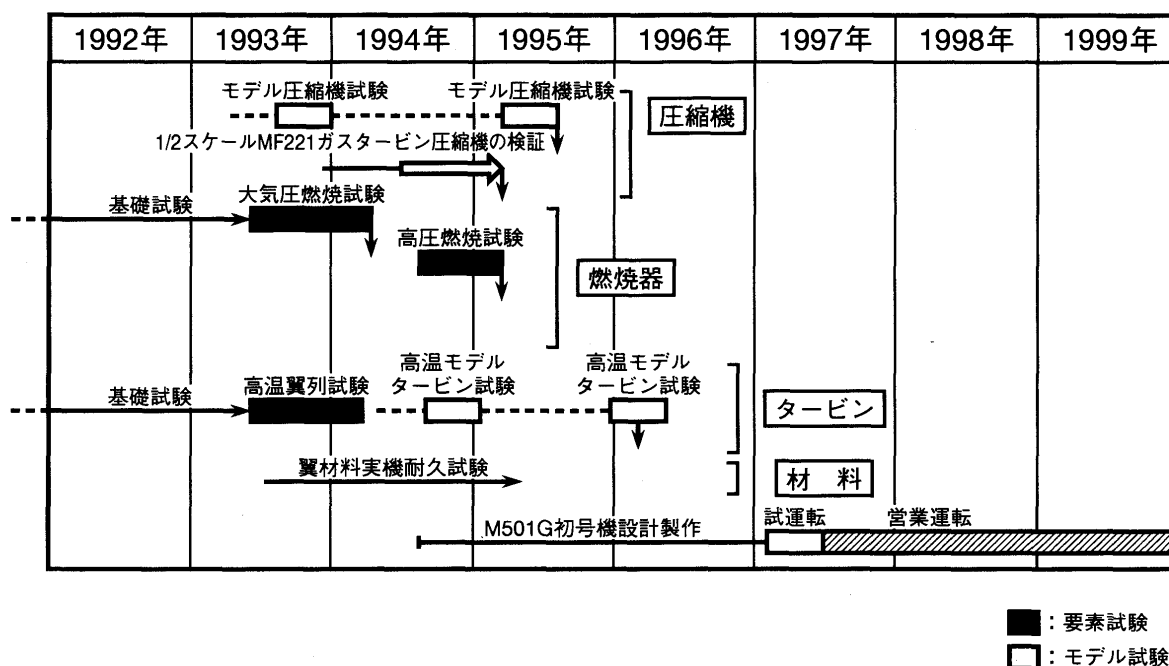 1992年 1993年 1994年 1995年 1996年 1997年 1998年 1999年
モデル圧縮機試験 モデル圧縮機試験
圧縮機
1/2スケールMF221ガスタービン圧縮機の検証
基礎試験 大気圧燃焼試験
高圧燃焼試験
燃焼器
高温モデル
タービン試験
高温モデル
タービン試験
基礎試験 高温翼列試験
タービン
翼材料実機耐久試験
材 料
M501G初号機設計製作 試運転 営業運転
:要素試験
:モデル試験